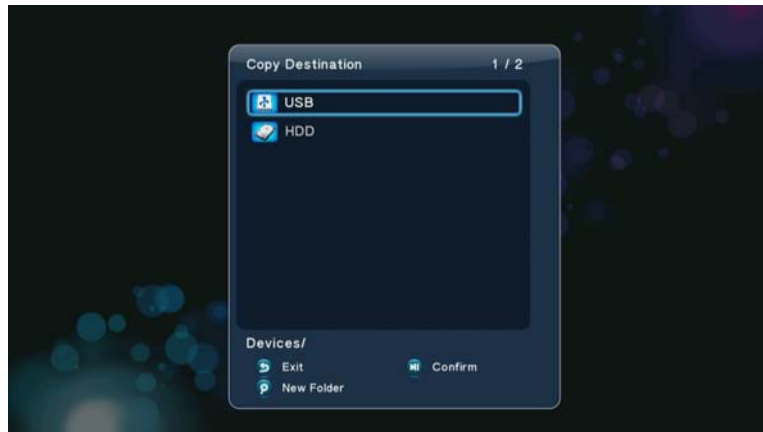 Copy Destination 1 / 2
USB
HDD
Devices/
Exit Confirm
New Folder